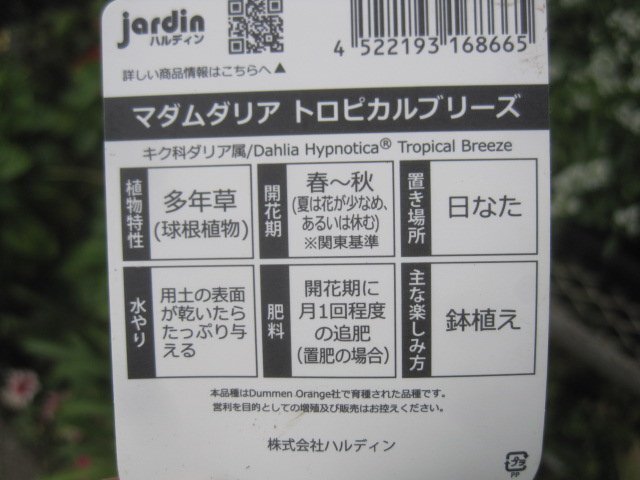 jardin
ハルディン
詳しい商品情報はこちらへ▲
4 522193 168665
マダムダリア トロピカルブリーズ
キク科ダリア属/Dahlia Hypnotica® Tropical Breeze
植物特性
多年草
(球根植物)
開花期
春〜秋
(夏は花が少なめ、
あるいは休む)
※関東基準
置き場所
日なた
水やり
用土の表面
が乾いたら
たっぷり与
える
肥料
開花期に
月1回程度
の追肥
(置肥の場合)
主な楽しみ方
鉢植え
本品種はDummen Orange社で育種された品種です。
営利を目的としての増殖及び販売はお控えください。
株式会社ハルディン
プラ
PP